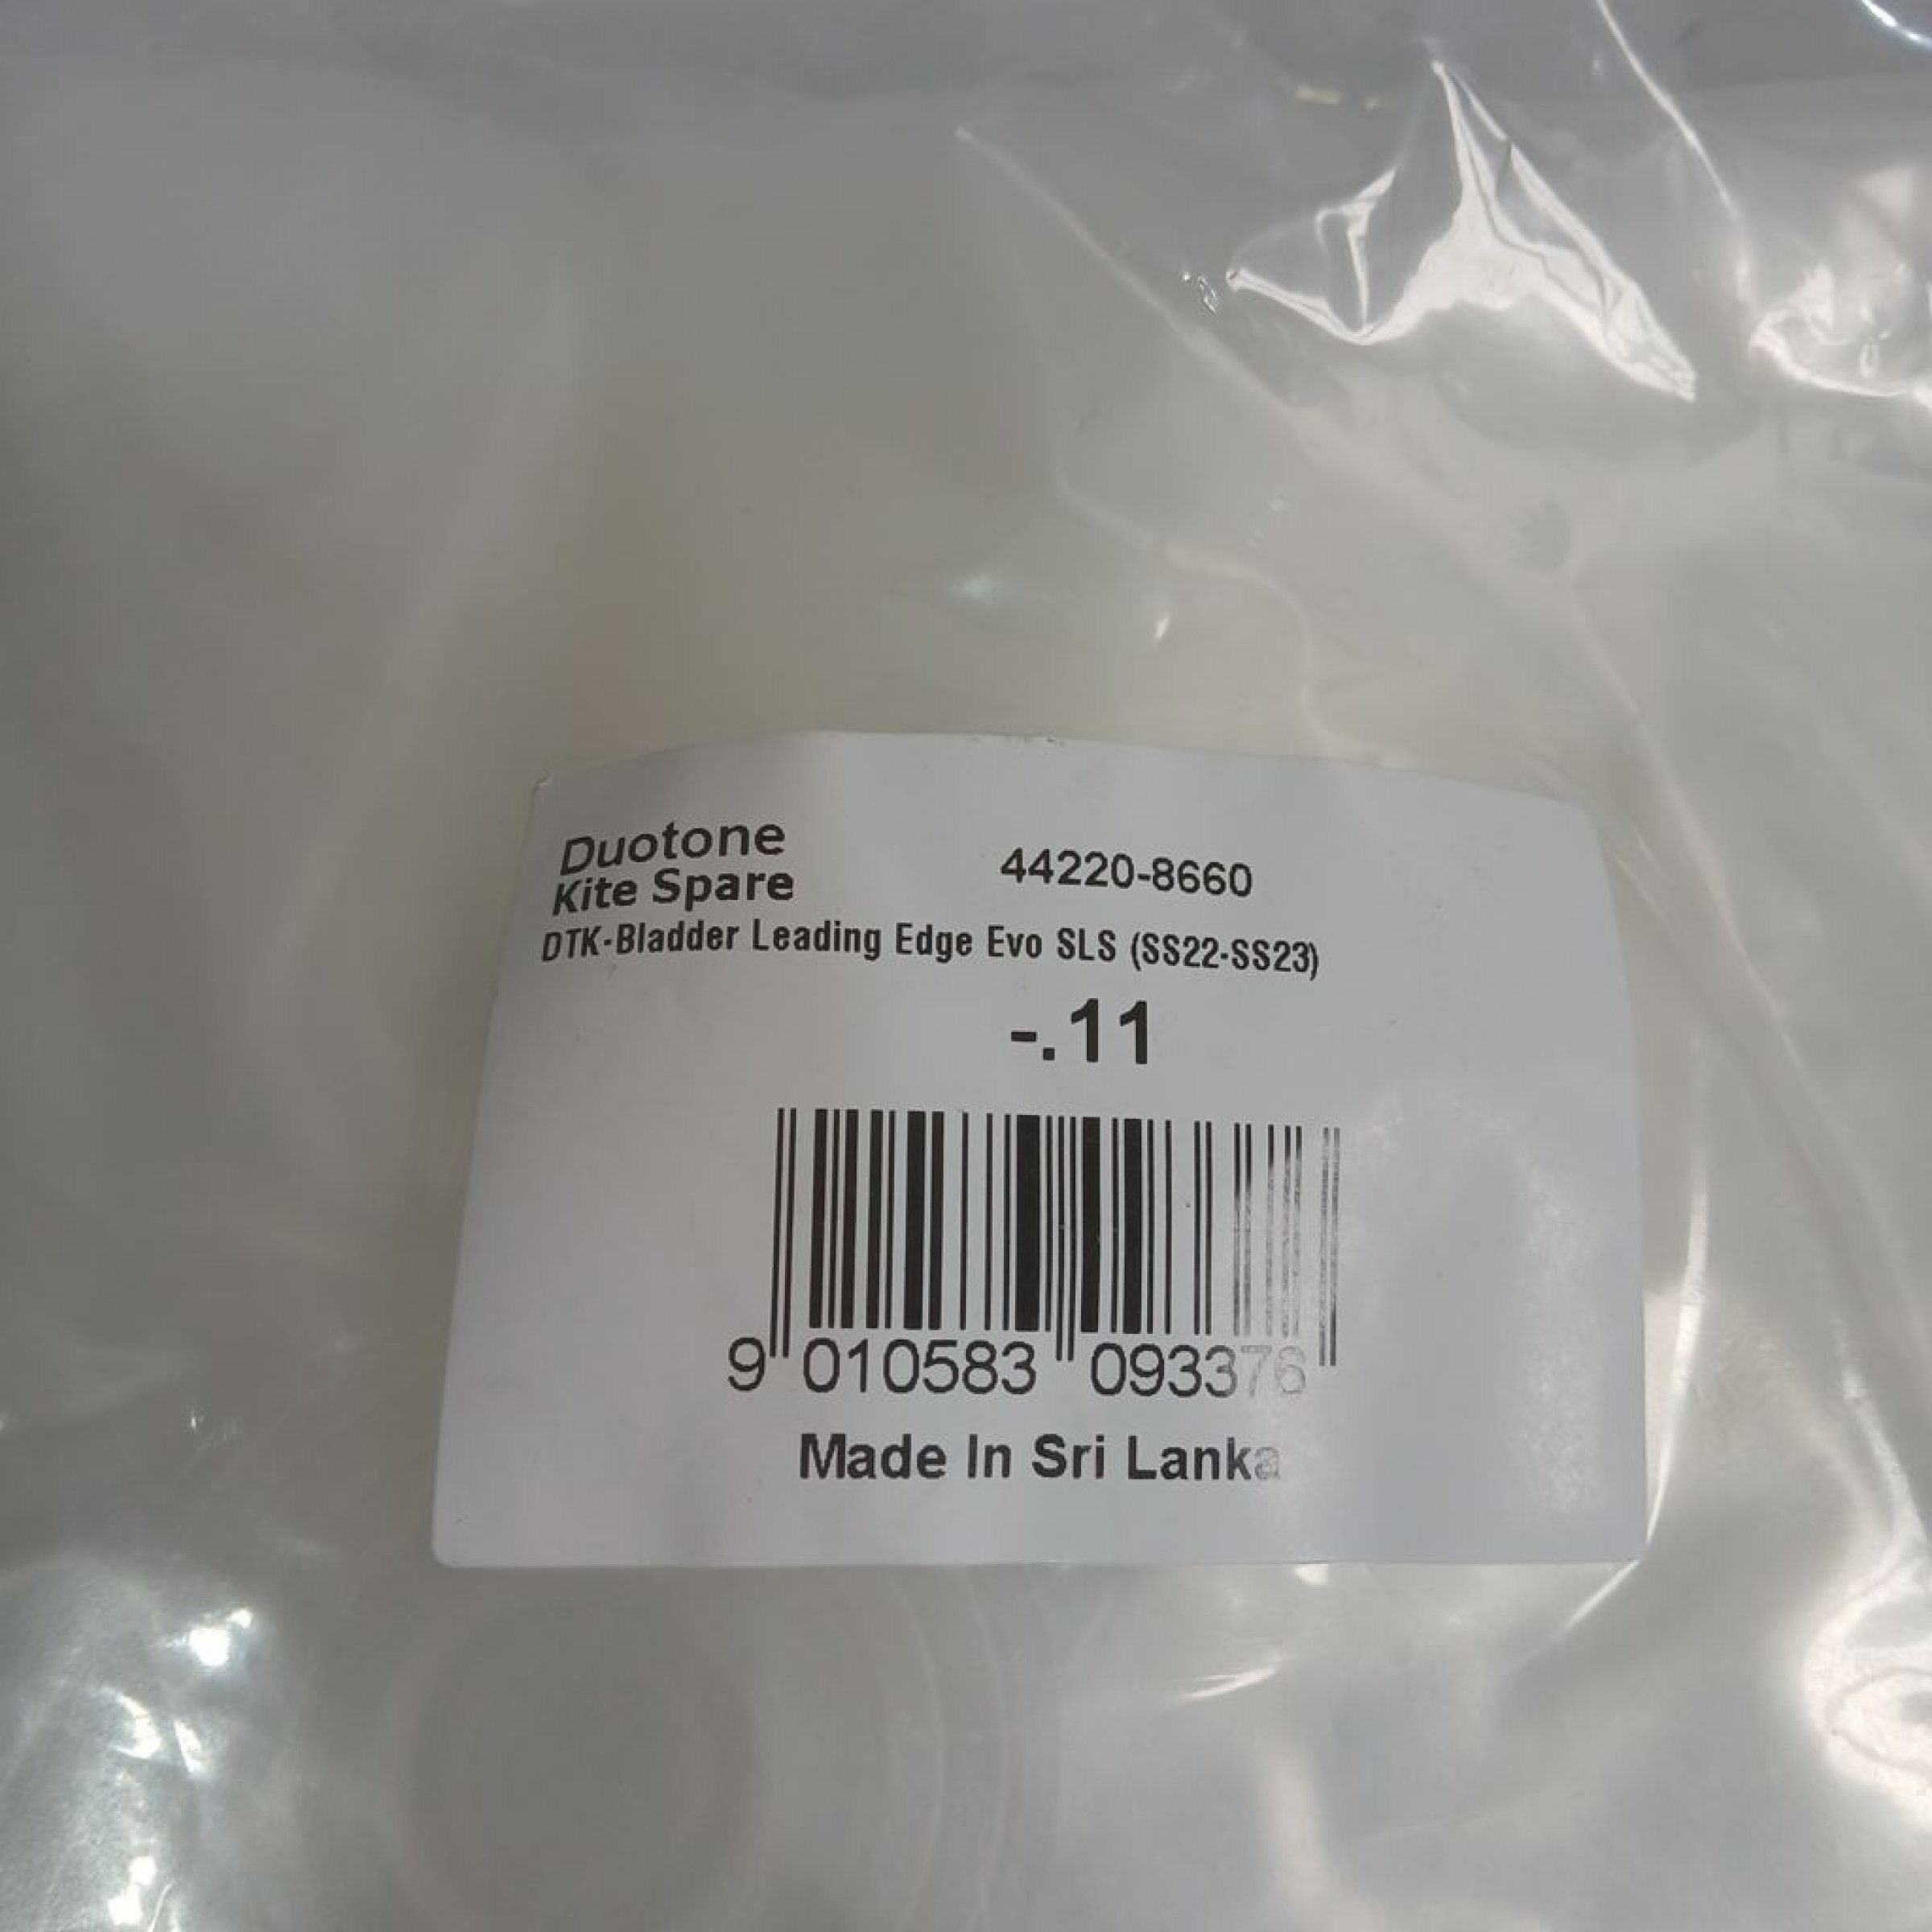 Duotone
Kite Spare
44220-8660
DTK-Bladder Leading Edge Evo SLS (SS22-SS23)
-.11
9 010583 093376
Made In Sri Lanka